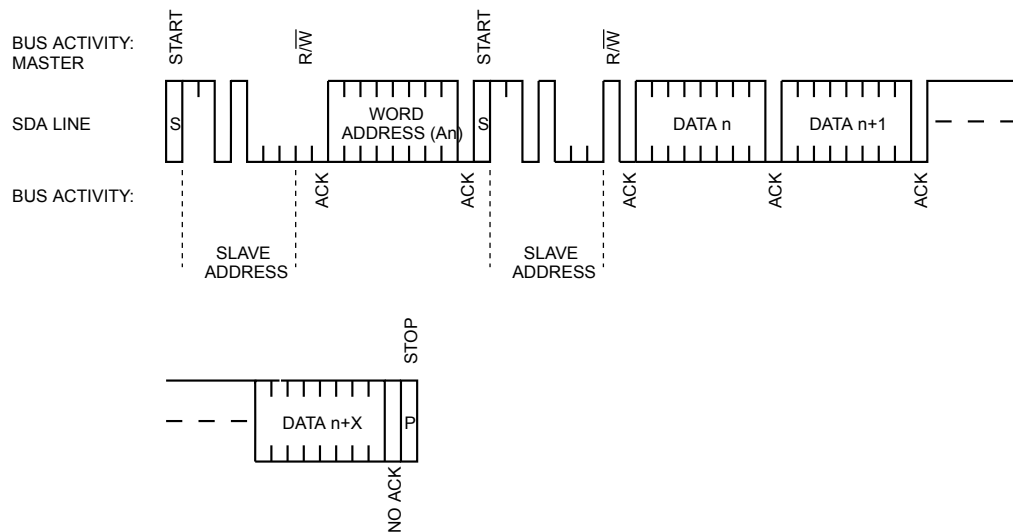 BUS ACTIVITY:
MASTER
START
R/W
START
R/W
SDA LINE
S
WORD
ADDRESS (An)
S
DATA n
DATA n+1
BUS ACTIVITY:
ACK
ACK
ACK
ACK
ACK
SLAVE
ADDRESS
SLAVE
ADDRESS
STOP
DATA n+X
P
NO ACK